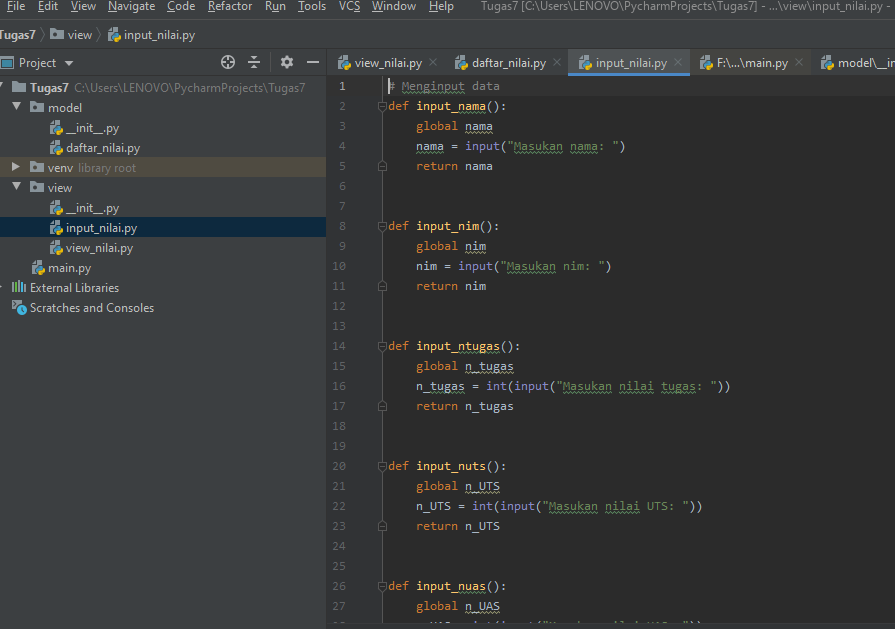 File Edit View Navigate Code Refactor Run Tools VCS Window Help Tugas7 [C:\Users\LENOVO\PycharmProjects\Tugas7] - ...\view\input_nilai.py -
Tugas7 view input_nilai.py
Project
view_nilai.py daftar_nilai.py input_nilai.py F:\...\main.py model\__in
Tugas7 C:\Users\LENOVO\PycharmProjects\Tugas7
model
__init__.py
daftar_nilai.py
venv library root
view
__init__.py
input_nilai.py
view_nilai.py
main.py
External Libraries
Scratches and Consoles
1 # Menginput data
2 def input_nama():
3 global nama
4 nama = input("Masukan nama: ")
5 return nama
6
7
8 def input_nim():
9 global nim
10 nim = input("Masukan nim: ")
11 return nim
12
13
14 def input_ntugas():
15 global n_tugas
16 n_tugas = int(input("Masukan nilai tugas: "))
17 return n_tugas
18
19
20 def input_nuts():
21 global n_UTS
22 n_UTS = int(input("Masukan nilai UTS: "))
23 return n_UTS
24
25
26 def input_nuas():
27 global n_UAS